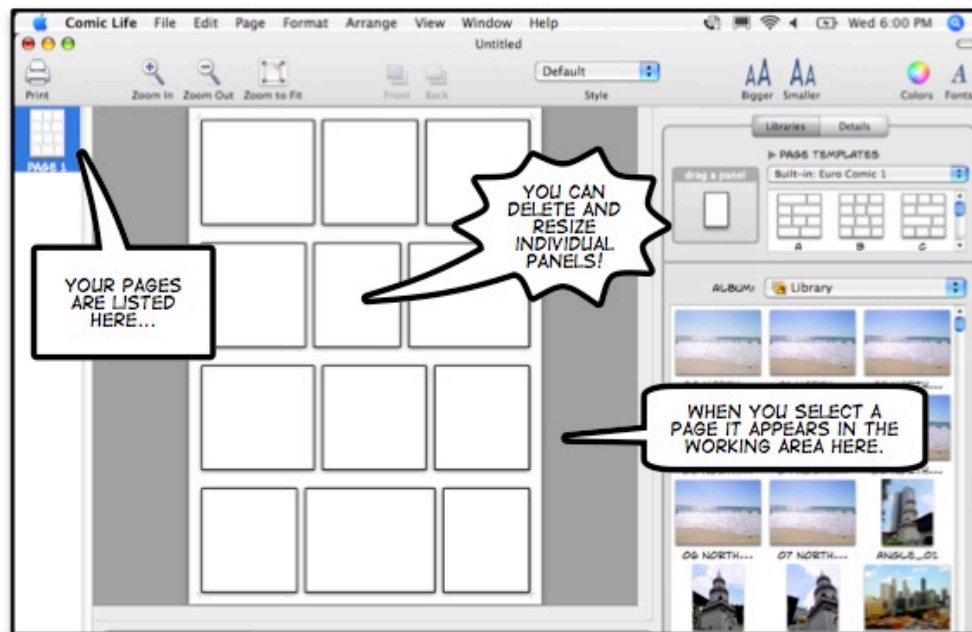 Comic Life File Edit Page Format Arrange View Window Help Wed 6:00 PM
Untitled
Default
Print Zoom In Zoom Out Zoom to Fit Front Back Style Bigger Smaller Colors Fonts
Libraries Details
PAGE 1
PAGE TEMPLATES
drag a panel
Built-in: Euro Comic 1
A B C
YOU CAN
DELETE AND
RESIZE
INDIVIDUAL
PANELS!
YOUR PAGES
ARE LISTED
HERE...
ALBUM: Library
WHEN YOU SELECT A
PAGE IT APPEARS IN THE
WORKING AREA HERE.
06 NORTH... 07 NORTH... ANGLE_01